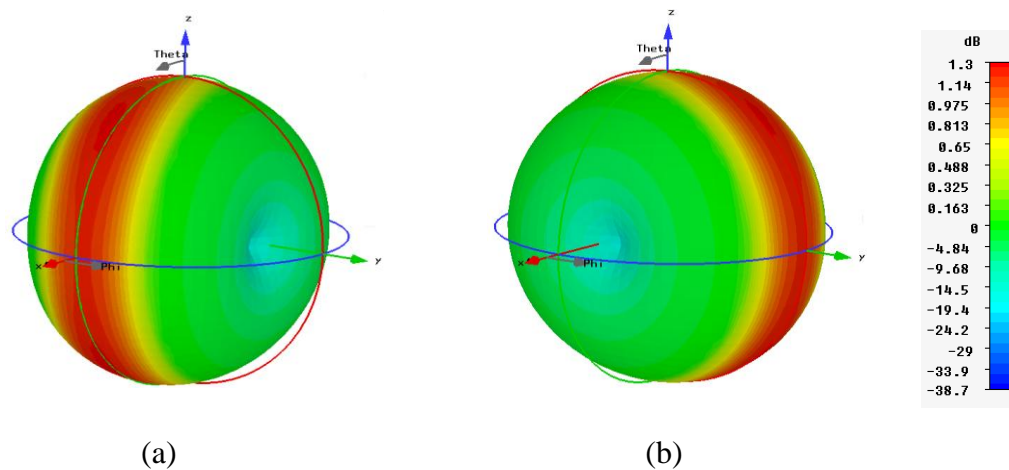 z
Theta
x
Phi
y
(a)
z
Theta
x
Phi
y
(b)
dB
1.3
1.14
0.975
0.813
0.65
0.488
0.325
0.163
0
-4.84
-9.68
-14.5
-19.4
-24.2
-29
-33.9
-38.7